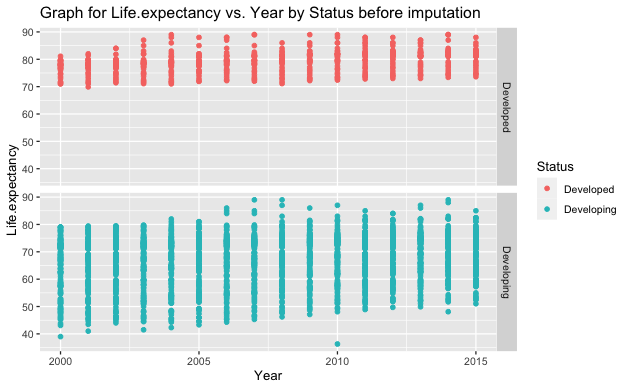 Graph for Life.expectancy vs. Year by Status before imputation
Life.expectancy
90
80
70
60
50
40
Developed
90
80
70
60
50
40
Developing
2000
2005
2010
2015
Year
Status
Developed
Developing